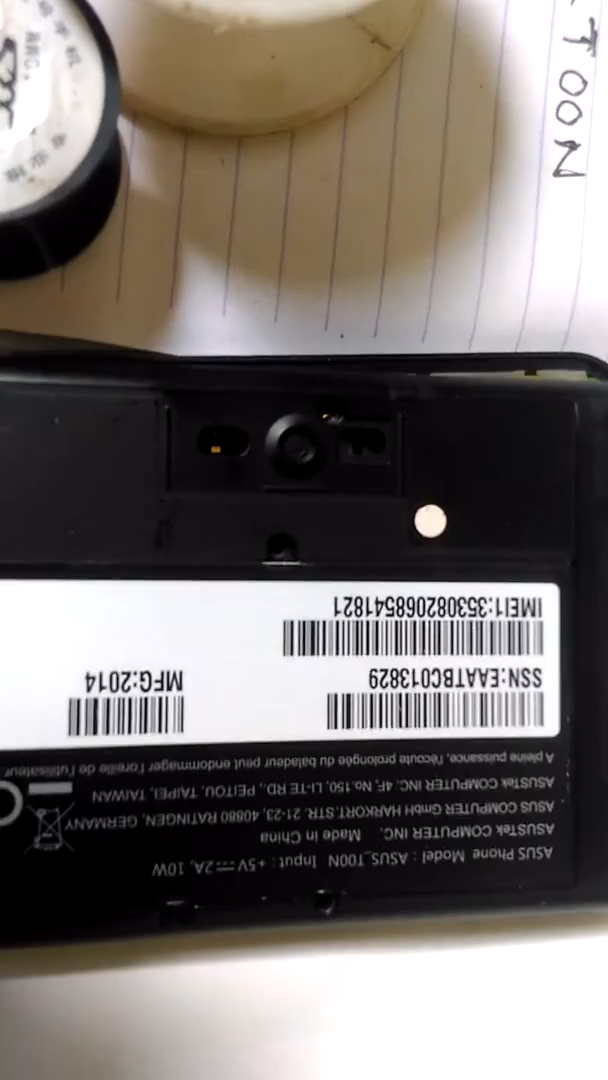 TOON
ASUS Phone Model : ASUS_T00N Input : +5V⎓2A, 10W
ASUSTek COMPUTER INC. Made in China
ASUS COMPUTER GmbH HARKORT STR. 21-23, 40880 RATINGEN, GERMANY
ASUSTek COMPUTER INC. 4F, No.150, LI-TE RD., PEITOU, TAIPEI, TAIWAN
A pleine puissance, l'écoute prolongée du baladeur peut endommager l'oreille de l'utilisateur
SSN:EAATBC013829 MFG:2014
IMEI1:353082068541821